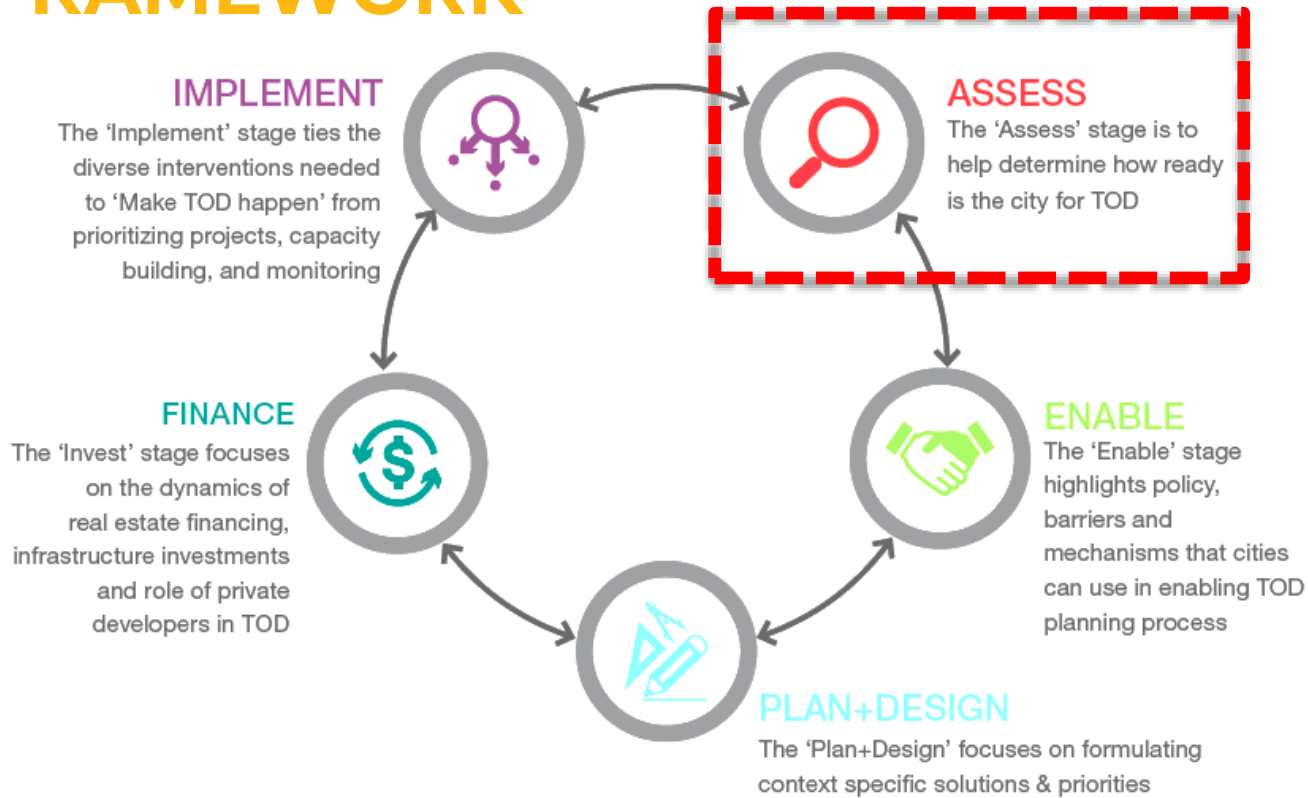 RAMEWORK
IMPLEMENT
The ‘Implement’ stage ties the
diverse interventions needed
to ‘Make TOD happen’ from
prioritizing projects, capacity
building, and monitoring
ASSESS
The ‘Assess’ stage is to
help determine how ready
is the city for TOD
FINANCE
The ‘Invest’ stage focuses
on the dynamics of
real estate financing,
infrastructure investments
and role of private
developers in TOD
$
ENABLE
The ‘Enable’ stage
highlights policy,
barriers and
mechanisms that cities
can use in enabling TOD
planning process
PLAN+DESIGN
The ‘Plan+Design’ focuses on formulating
context specific solutions & priorities